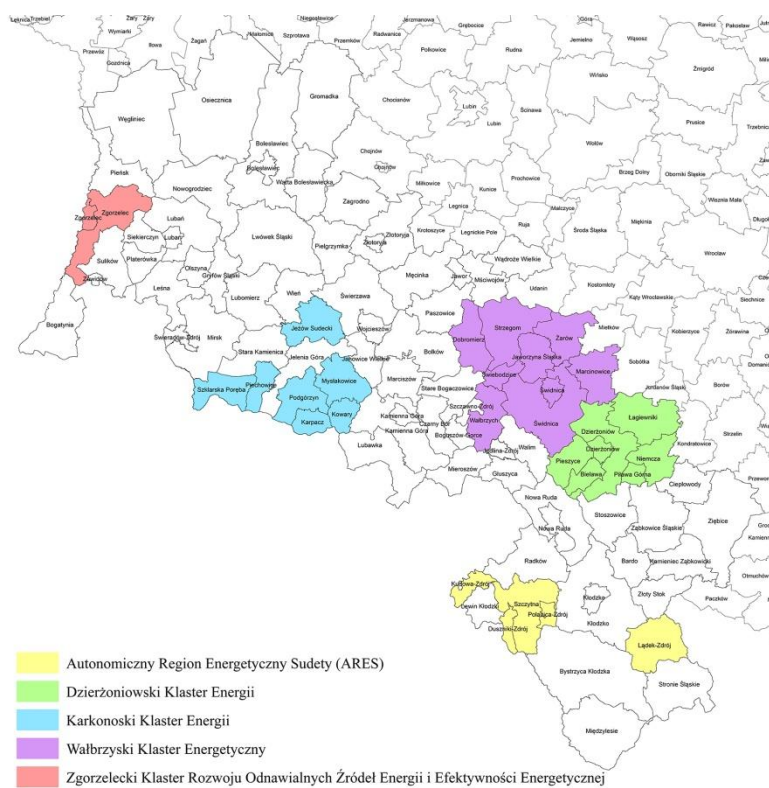 Żary
Żary
Wymiarki
Iłowa
Żagań
Szprotawa
Przemków
Radwanice
Grębocice
Jerzmanowa
Góra
Jemielno
Wąsosz
Rawicz
Pakosław
Przewóz
Gozdnica
Małomice
Niegosławice
Polkowice
Rudna
Wińsko
Żmigród
Osiecznica
Gromadka
Chocianów
Lubin
Lubin
Ścinawa
Prusice
Trzebnica
Węgliniec
Bolesławiec
Bolesławiec
Chojnów
Chojnów
Wołów
Pieńsk
Nowogrodziec
Warta Bolesławiecka
Miłkowice
Kunice
Prochowice
Brzeg Dolny
Oborniki Śląskie
Wisznia Mała
Zgorzelec
Zgorzelec
Lubań
Lubań
Siekierczyn
Zagrodno
Legnica
Krotoszyce
Legnickie Pole
Ruja
Malczyce
Środa Śląska
Miękinia
Wrocław
Sulików
Platerówka
Lwówek Śląski
Pielgrzymka
Złotoryja
Złotoryja
Wądroże Wielkie
Zawidów
Leśna
Olszyna
Gryfów Śląski
Lubomierz
Wleń
Świerzawa
Męcinka
Jawor
Mściwojów
Udanin
Kostomłoty
Kąty Wrocławskie
Siechnice
Bogatynia
Świeradów-Zdrój
Mirsk
Jeżów Sudecki
Wojcieszów
Paszowice
Dobromierz
Strzegom
Żarów
Mietków
Kobierzyce
Żórawina
Stara Kamienica
Jelenia Góra
Janowice Wielkie
Bolków
Jaworzyna Śląska
Sobótka
Szklarska Poręba
Piechowice
Mysłakowice
Marciszów
Stare Bogaczowice
Świebodzice
Marcinowice
Jordanów Śląski
Borów
Podgórzyn
Kowary
Karpacz
Kamienna Góra
Kamienna Góra
Czarny Bór
Szczawno-Zdrój
Wałbrzych
Boguszów-Gorce
Świdnica
Świdnica
Łagiewniki
Dzierżoniów
Dzierżoniów
Kondratowice
Strzelin
Lubawka
Mieroszów
Jedlina-Zdrój
Walim
Głuszyca
Pieszyce
Bielawa
Piława Górna
Niemcza
Ciepłowody
Nowa Ruda
Nowa Ruda
Stoszowice
Ząbkowice Śląskie
Ziębice
Radków
Bardo
Kamieniec Ząbkowicki
Otmuchów
Kudowa-Zdrój
Lewin Kłodzki
Szczytna
Polanica-Zdrój
Duszniki-Zdrój
Kłodzko
Kłodzko
Złoty Stok
Paczków
Lądek-Zdrój
Bystrzyca Kłodzka
Stronie Śląskie
Międzylesie
Autonomiczny Region Energetyczny Sudety (ARES)
Dzierżoniowski Klaster Energii
Karkonoski Klaster Energii
Wałbrzyski Klaster Energetyczny
Zgorzelecki Klaster Rozwoju Odnawialnych Źródeł Energii i Efektywności Energetycznej